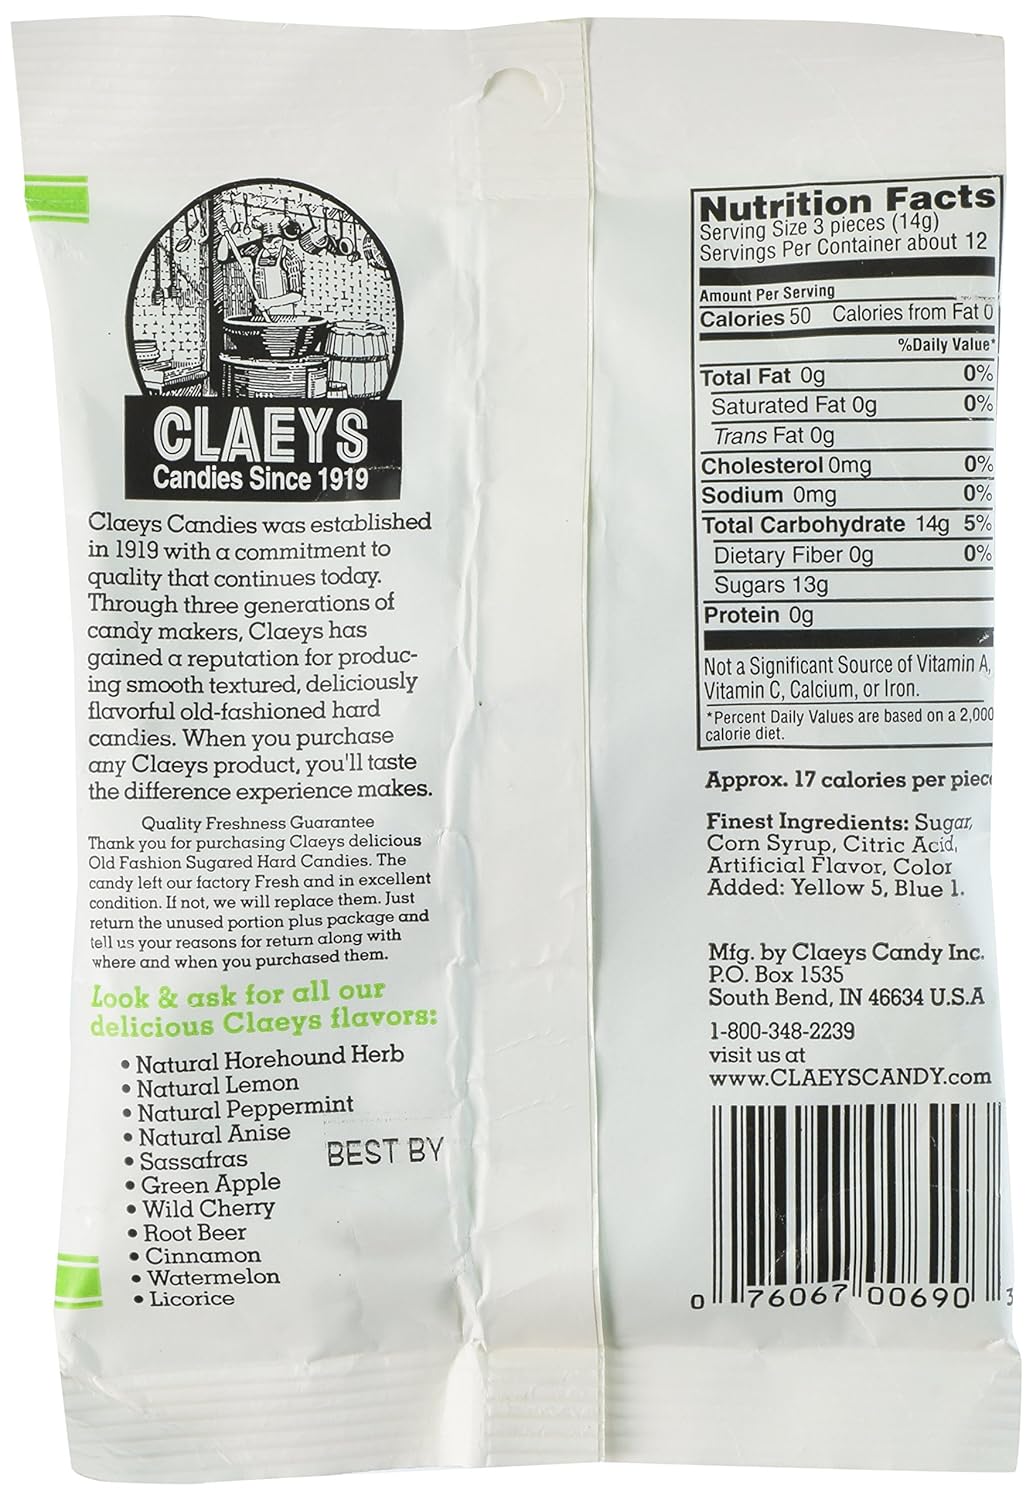 CLAEYS
Candies Since 1919
Claeys Candies was established
in 1919 with a commitment to
quality that continues today.
Through three generations of
candy makers, Claeys has
gained a reputation for produc-
ing smooth textured, deliciously
flavorful old-fashioned hard
candies. When you purchase
any Claeys product, you'll taste
the difference experience makes.
Quality Freshness Guarantee
Thank you for purchasing Claeys delicious
Old Fashion Sugared Hard Candies. The
candy left our factory Fresh and in excellent
condition. If not, we will replace them. Just
return the unused portion plus package and
tell us your reasons for return along with
where and when you purchased them.
Look & ask for all our
delicious Claeys flavors:
• Natural Horehound Herb
• Natural Lemon
• Natural Peppermint
• Natural Anise
• Sassafras
• Green Apple
• Wild Cherry
• Root Beer
• Cinnamon
• Watermelon
• Licorice
BEST BY
Nutrition Facts
Serving Size 3 pieces (14g)
Servings Per Container about 12
Amount Per Serving
Calories 50 Calories from Fat 0
%Daily Value*
Total Fat 0g 0%
Saturated Fat 0g 0%
Trans Fat 0g
Cholesterol 0mg 0%
Sodium 0mg 0%
Total Carbohydrate 14g 5%
Dietary Fiber 0g 0%
Sugars 13g
Protein 0g
Not a Significant Source of Vitamin A,
Vitamin C, Calcium, or Iron.
*Percent Daily Values are based on a 2,000
calorie diet.
Approx. 17 calories per piece
Finest Ingredients: Sugar,
Corn Syrup, Citric Acid,
Artificial Flavor, Color
Added: Yellow 5, Blue 1.
Mfg. by Claeys Candy Inc.
P.O. Box 1535
South Bend, IN 46634 U.S.A
1-800-348-2239
visit us at
www.CLAEYSCANDY.com
0 76067 00690 3